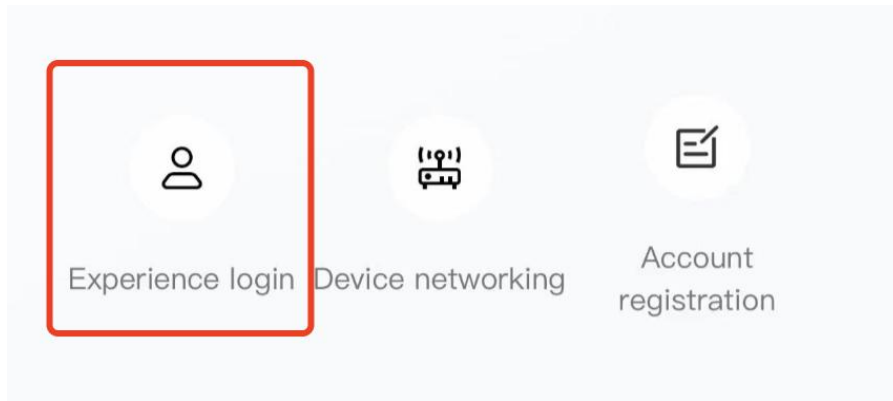 Experience login
Device networking
Account
registration